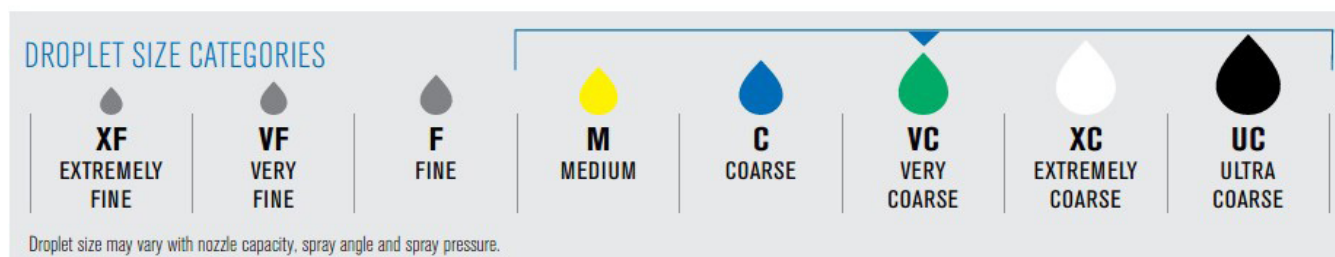 DROPLET SIZE CATEGORIES
XF
EXTREMELY
FINE
VF
VERY
FINE
F
FINE
M
MEDIUM
C
COARSE
VC
VERY
COARSE
XC
EXTREMELY
COARSE
UC
ULTRA
COARSE
Droplet size may vary with nozzle capacity, spray angle and spray pressure.